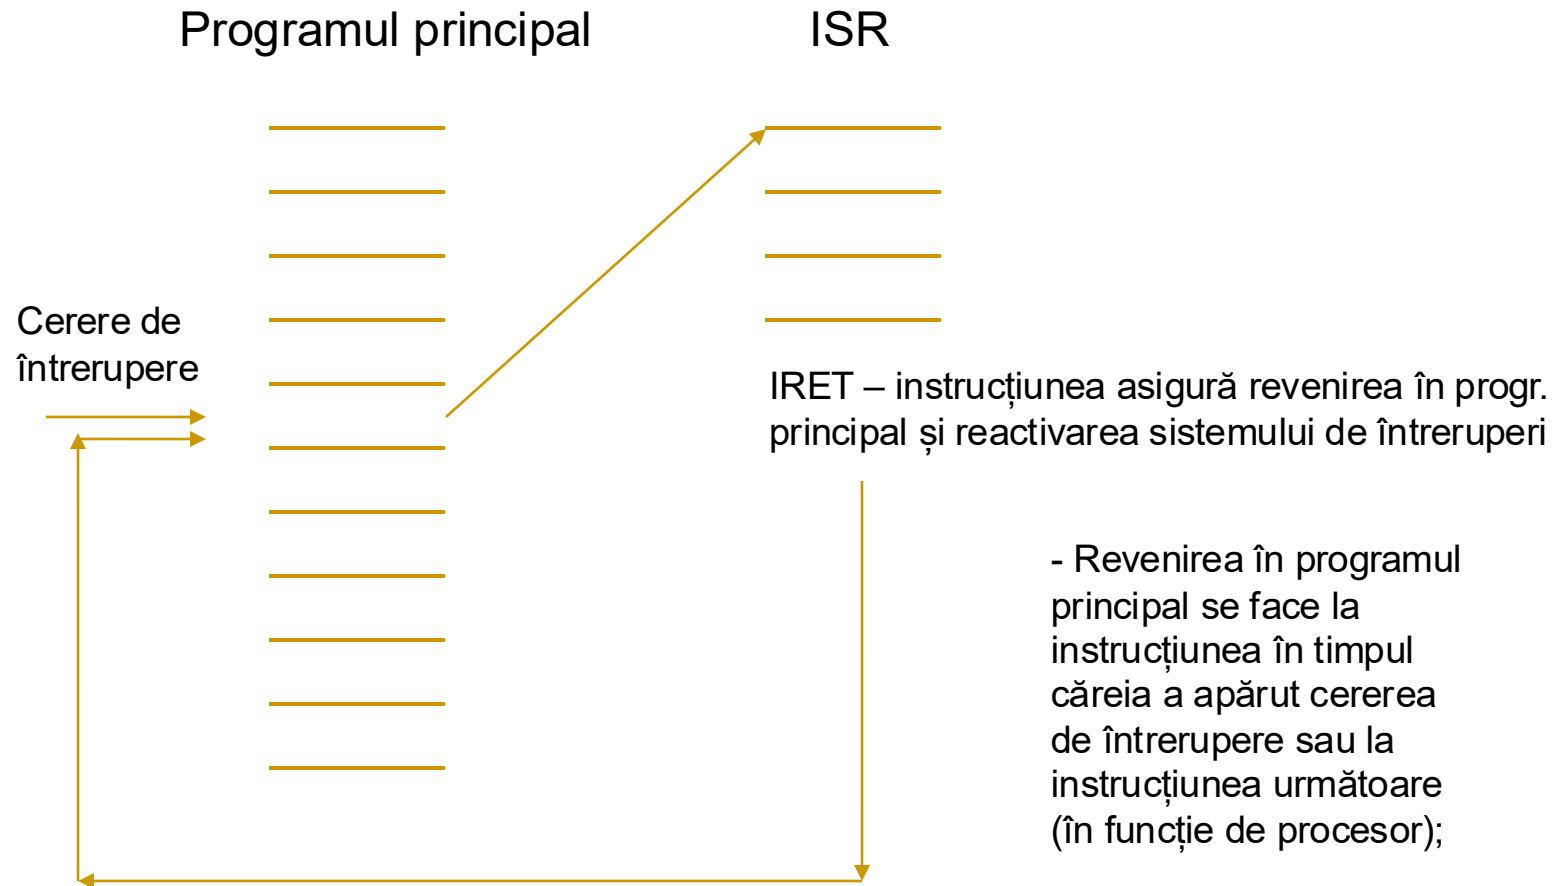 Programul principal
ISR
Cerere de
întrerupere
IRET – instrucțiunea asigură revenirea în progr.
principal și reactivarea sistemului de întreruperi
- Revenirea în programul
principal se face la
instrucțiunea în timpul
căreia a apărut cererea
de întrerupere sau la
instrucțiunea următoare
(în funcție de procesor);